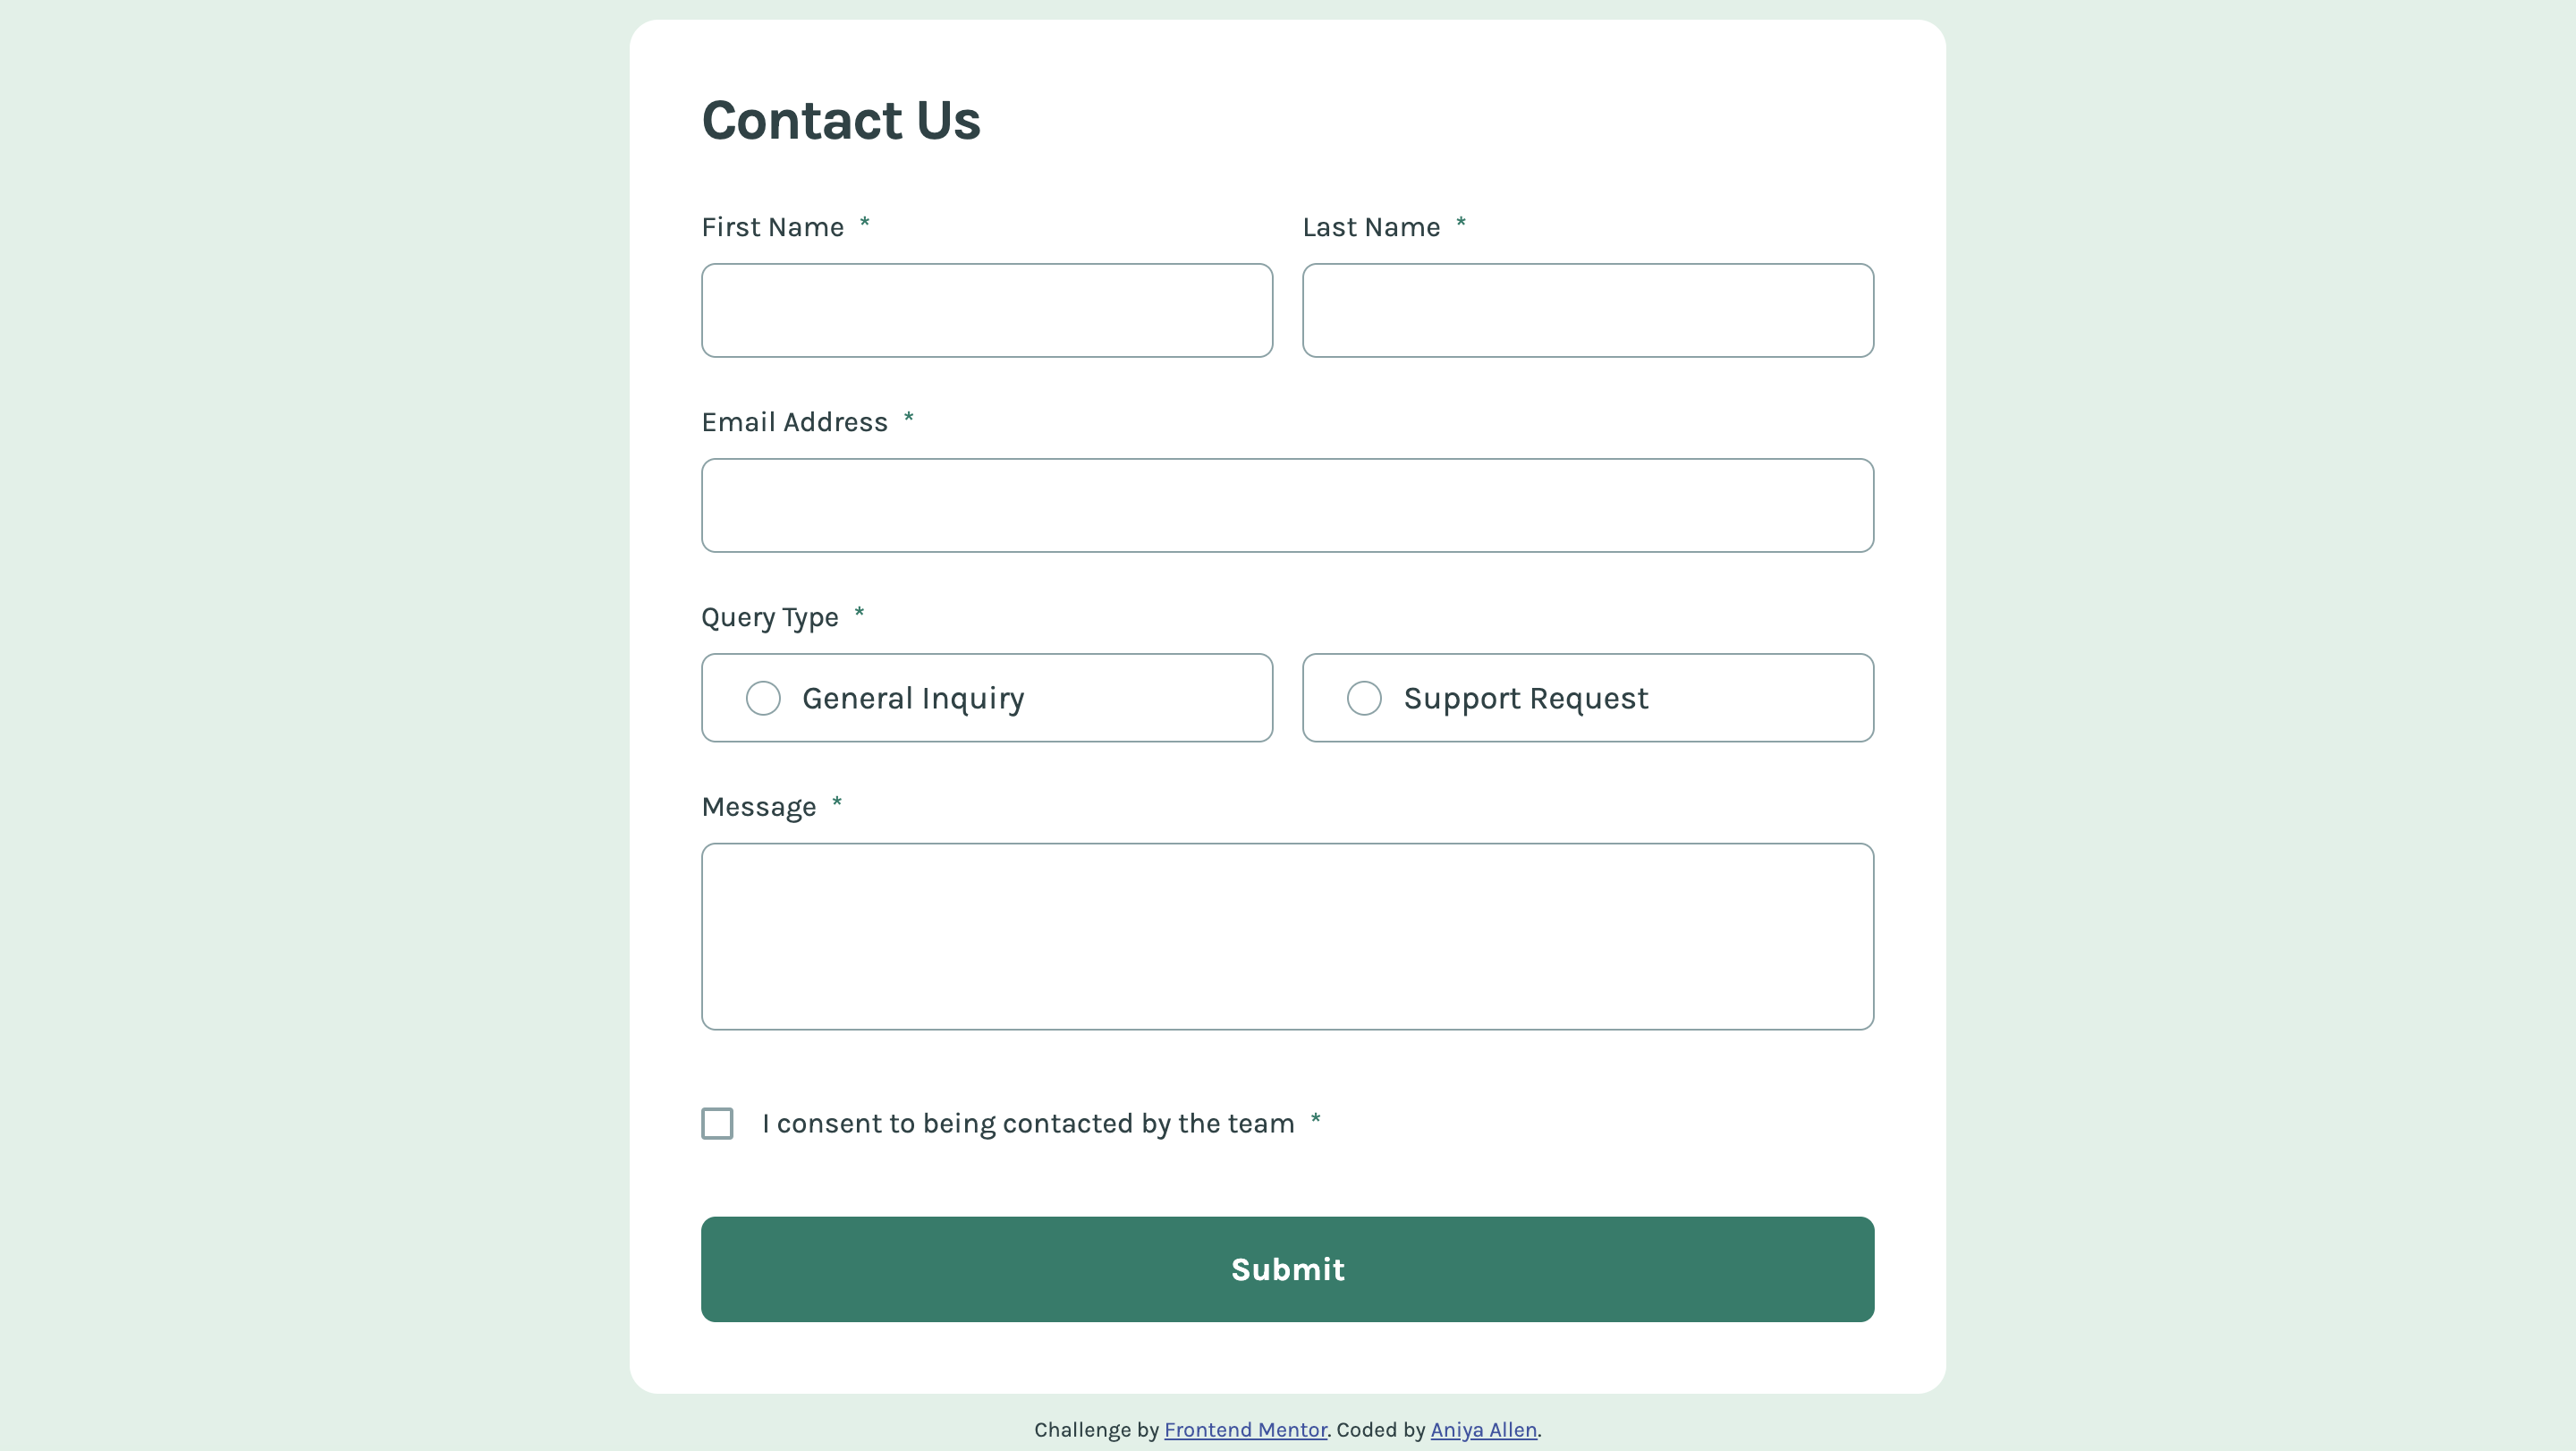 Contact Us
First Name *
Last Name *
Email Address *
Query Type *
General Inquiry
Support Request
Message *
I consent to being contacted by the team *
Submit
Challenge by Frontend Mentor. Coded by Aniya Allen.